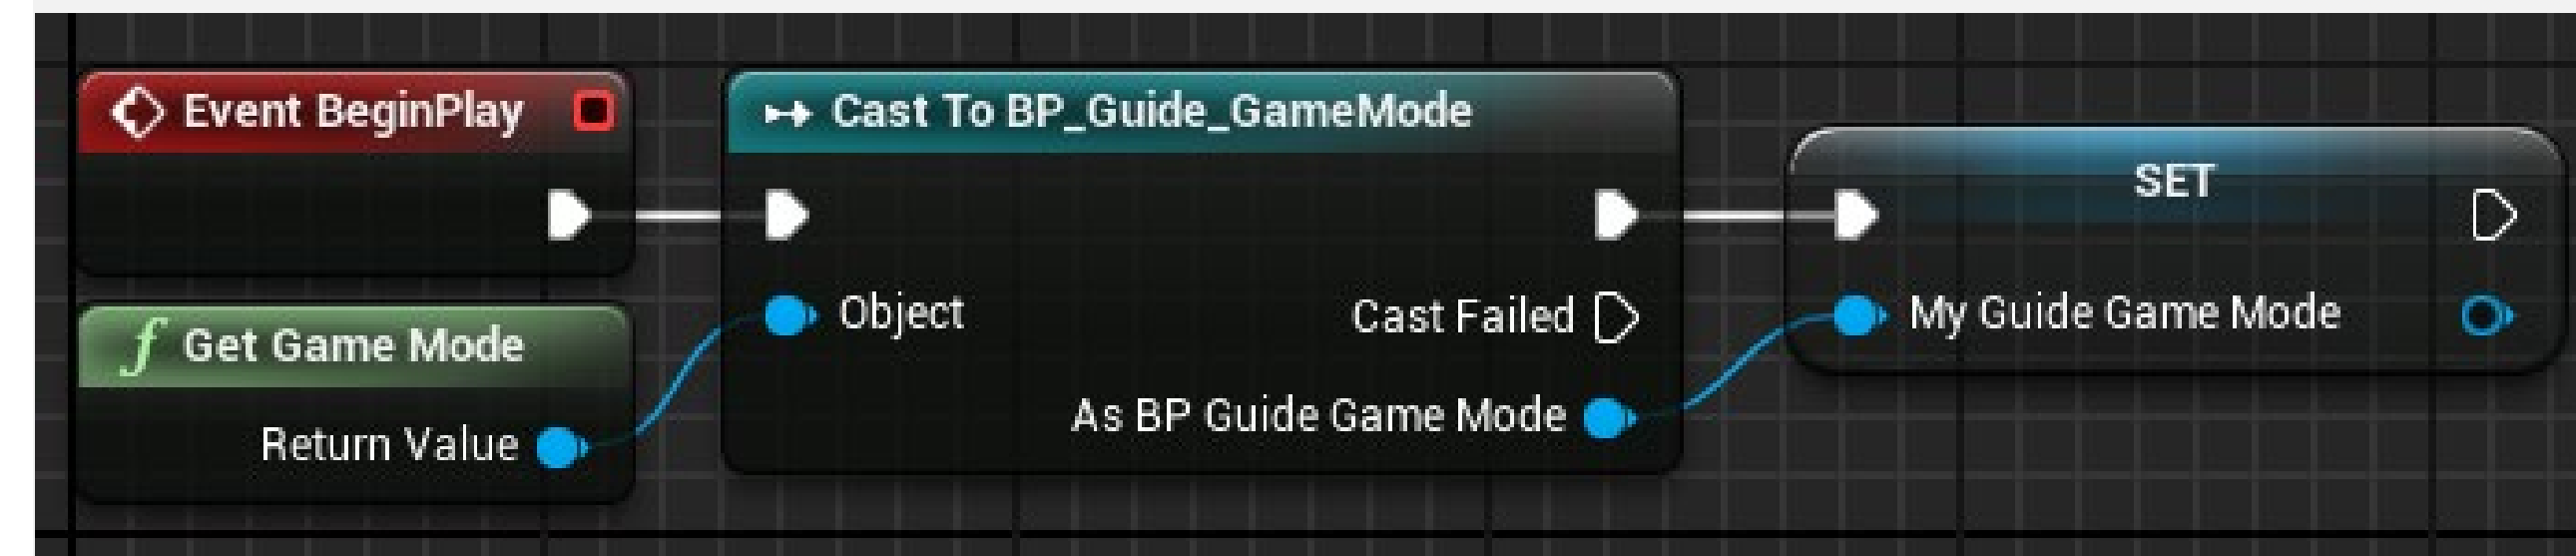 Event BeginPlay
Get Game Mode
Return Value
Cast To BP_Guide_GameMode
Object
Cast Failed
As BP Guide Game Mode
SET
My Guide Game Mode